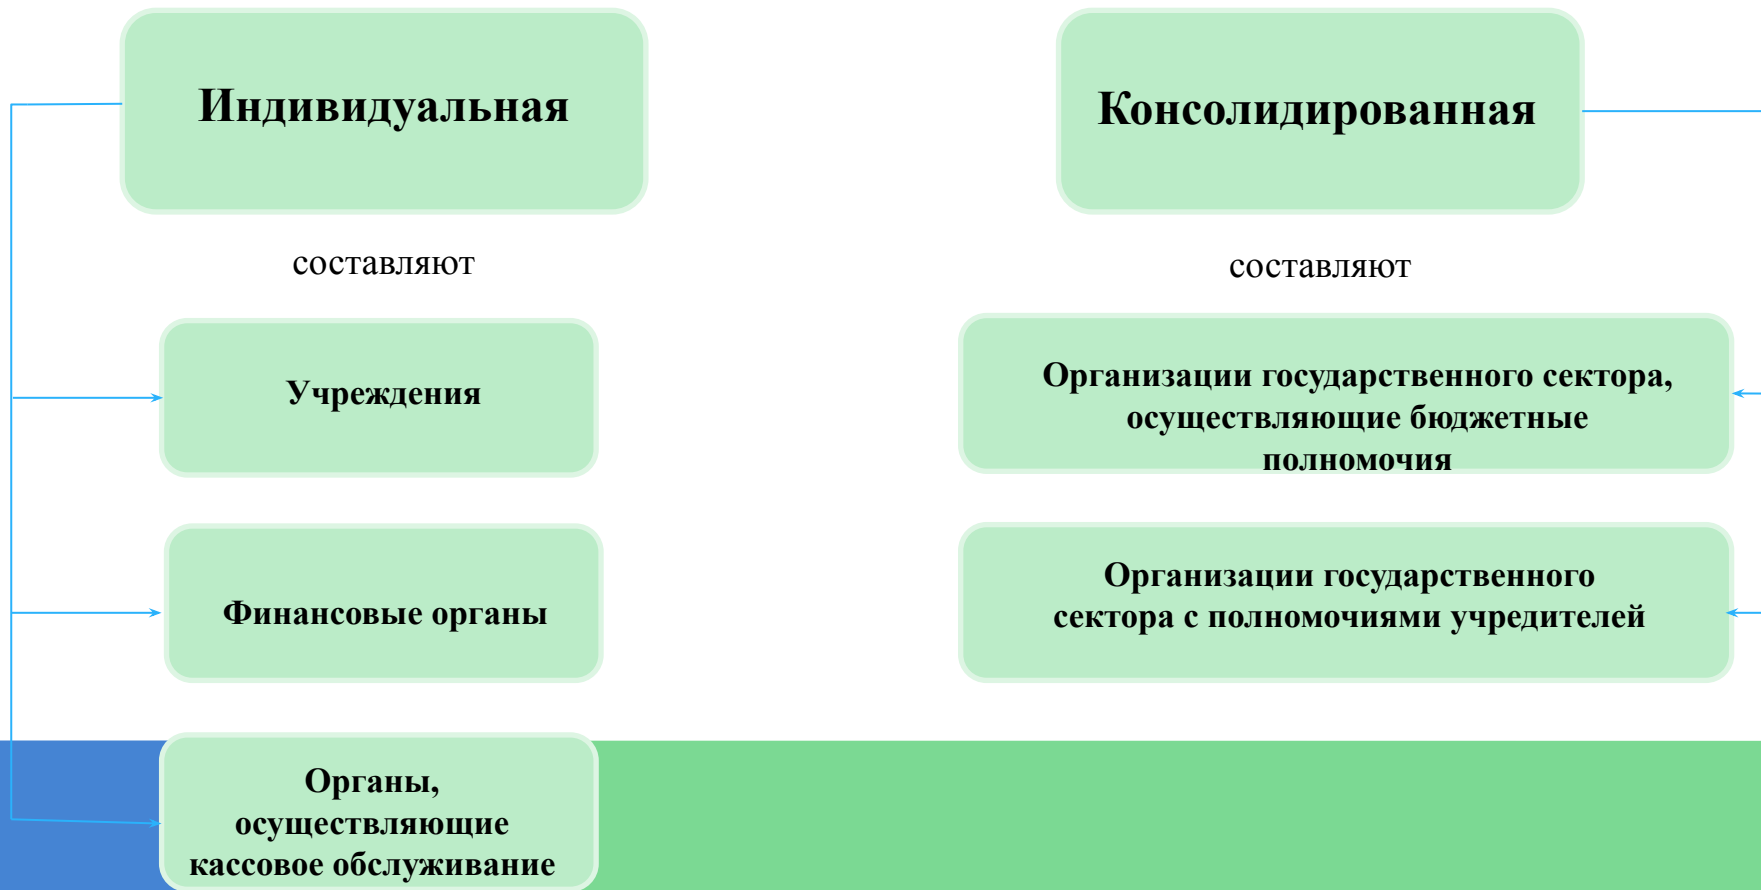 Индивидуальная
составляют
Учреждения
Финансовые органы
Органы,
осуществляющие
кассовое обслуживание
Консолидированная
составляют
Организации государственного сектора,
осуществляющие бюджетные
полномочия
Организации государственного
сектора с полномочиями учредителей